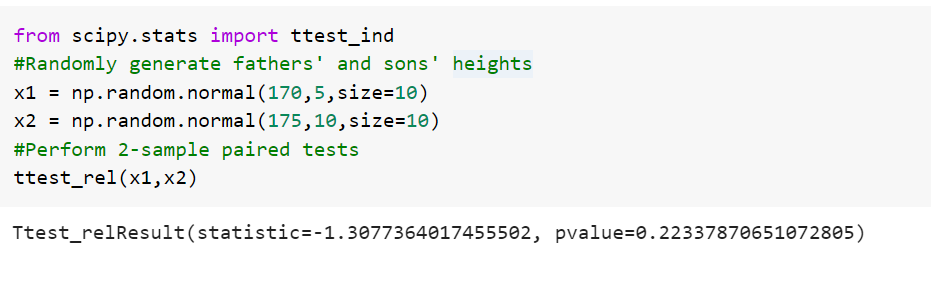 from scipy.stats import ttest_ind
#Randomly generate fathers' and sons' heights
x1 = np.random.normal(170,5,size=10)
x2 = np.random.normal(175,10,size=10)
#Perform 2-sample paired tests
ttest_rel(x1,x2)
Ttest_relResult(statistic=-1.3077364017455502, pvalue=0.22337870651072805)